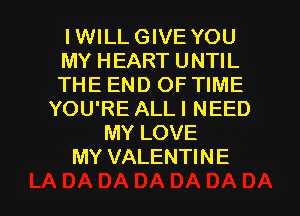 I WILL GIVE YOU
MY HEART UNTIL
THE END OF TIME
YOU'RE ALL I NEED
MY LOVE
MY VALENTINE
LA DA DA DA DA DA DA